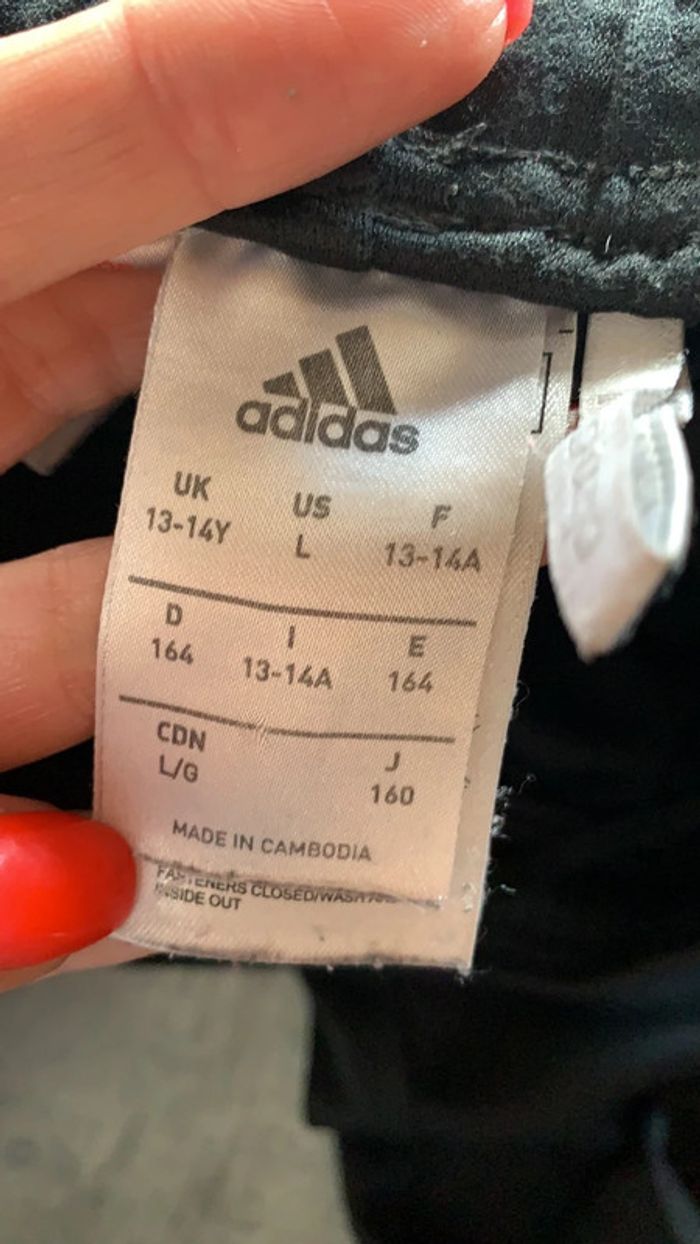 adidas
UK US F
13-14Y L 13-14A
D I E
164 13-14A 164
CDN J
L/G 160
MADE IN CAMBODIA
FASTENERS CLOSED/WASH
INSIDE OUT